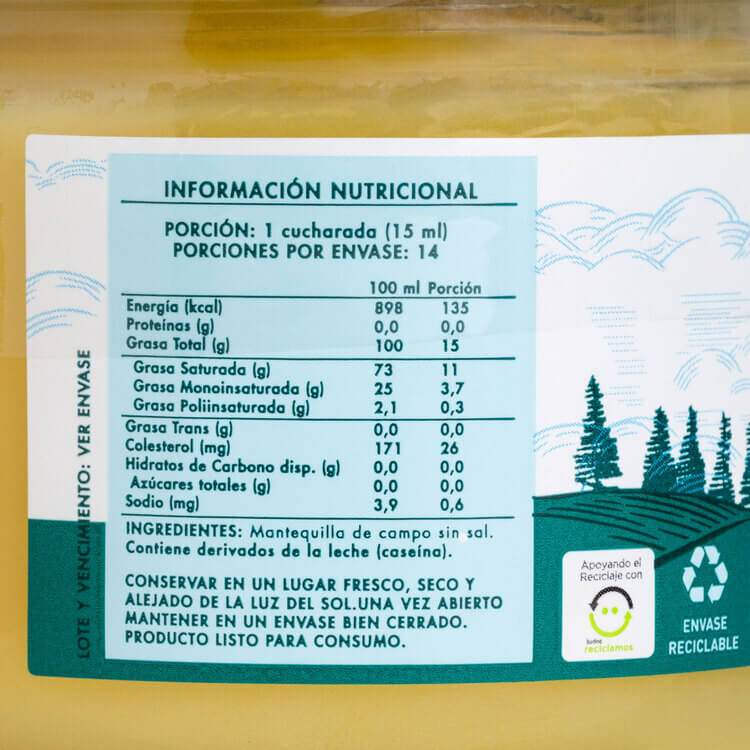 INFORMACIÓN NUTRICIONAL
PORCIÓN: 1 cucharada (15 ml)
PORCIONES POR ENVASE: 14
100 ml Porción
Energía (kcal) 898 135
Proteínas (g) 0,0 0,0
Grasa Total (g) 100 15
Grasa Saturada (g) 73 11
Grasa Monoinsaturada (g) 25 3,7
Grasa Poliinsaturada (g) 2,1 0,3
Grasa Trans (g) 0,0 0,0
Colesterol (mg) 171 26
Hidratos de Carbono disp. (g) 0,0 0,0
Azúcares totales (g) 0,0 0,0
Sodio (mg) 3,9 0,6
INGREDIENTES: Mantequilla de campo sin sal.
Contiene derivados de la leche (caseína).
CONSERVAR EN UN LUGAR FRESCO, SECO Y
ALEJADO DE LA LUZ DEL SOL.UNA VEZ ABIERTO
MANTENER EN UN ENVASE BIEN CERRADO.
PRODUCTO LISTO PARA CONSUMO.
LOTE Y VENCIMIENTO: VER ENVASE
Apoyando el
Reciclaje con
reciclamos
ENVASE
RECICLABLE